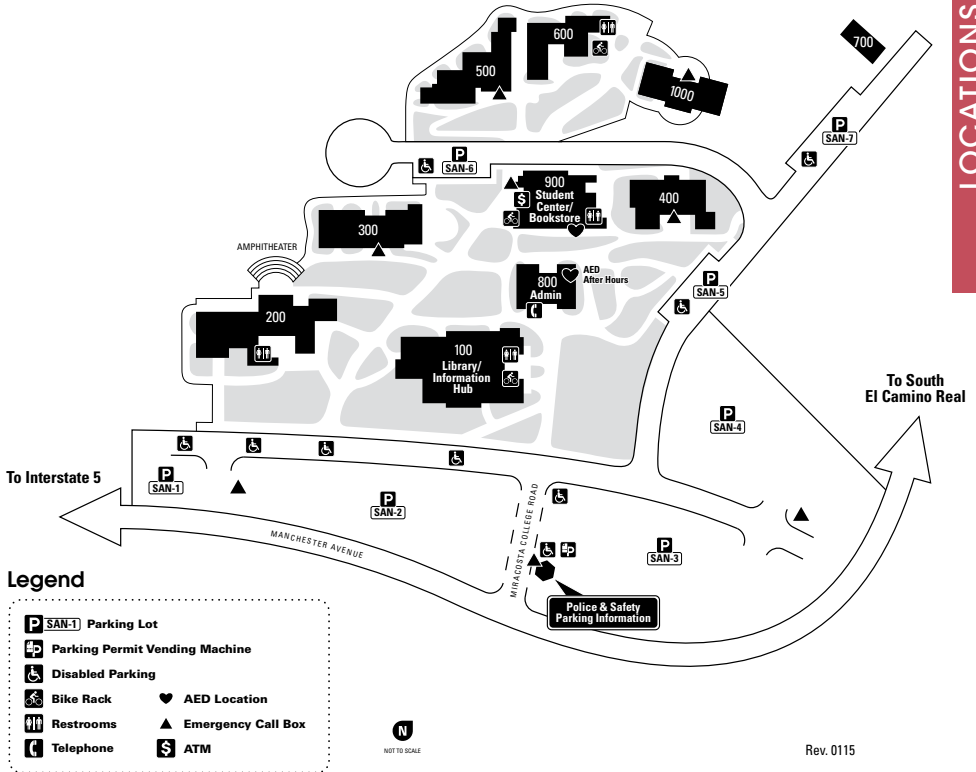 LOCATIONS
600
700
500
1000
P
SAN-7
P
SAN-6
900
Student
Center/
Bookstore
$
400
300
AMPHITHEATER
AED
After Hours
800
Admin
P
SAN-5
200
100
Library/
Information
Hub
To South
El Camino Real
P
SAN-4
To Interstate 5
P
SAN-1
P
SAN-2
MIRACOSTA COLLEGE ROAD
MANCHESTER AVENUE
P
P
SAN-3
Police & Safety
Parking Information
Legend
P SAN-1 Parking Lot
P Parking Permit Vending Machine
Disabled Parking
Bike Rack
AED Location
Restrooms
Emergency Call Box
Telephone
$ ATM
N
NOT TO SCALE
Rev. 0115